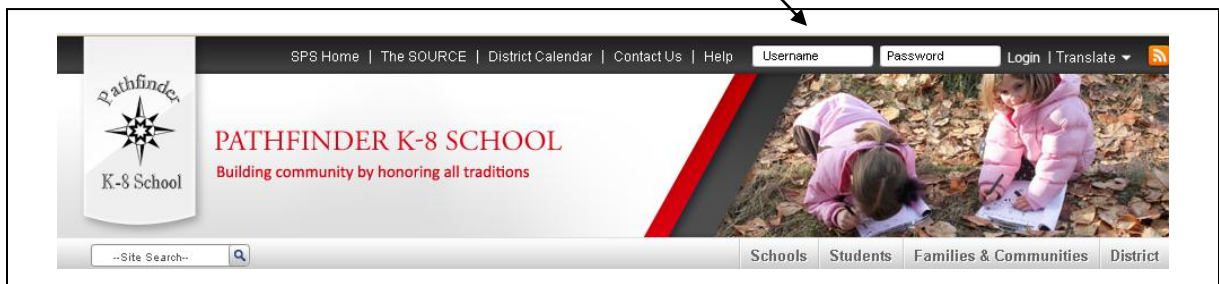 SPS Home | The SOURCE | District Calendar | Contact Us | Help Username Password Login | Translate
Pathfinder
K-8 School
PATHFINDER K-8 SCHOOL
Building community by honoring all traditions
--Site Search--
Schools Students Families & Communities District